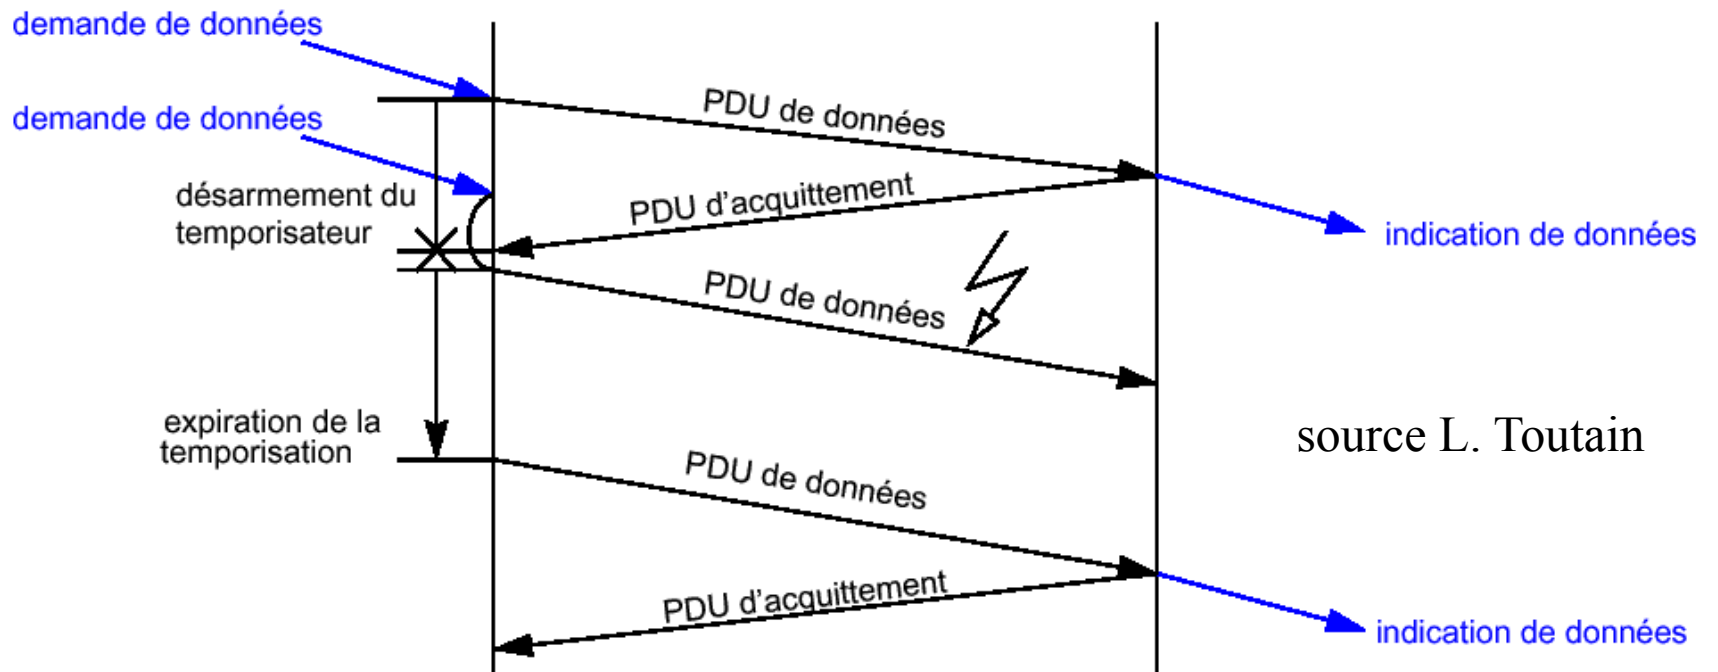 demande de données
PDU de données
demande de données
désarmement du
temporisateur
PDU d'acquittement
indication de données
PDU de données
expiration de la
temporisation
source L. Toutain
PDU de données
PDU d'acquittement
indication de données